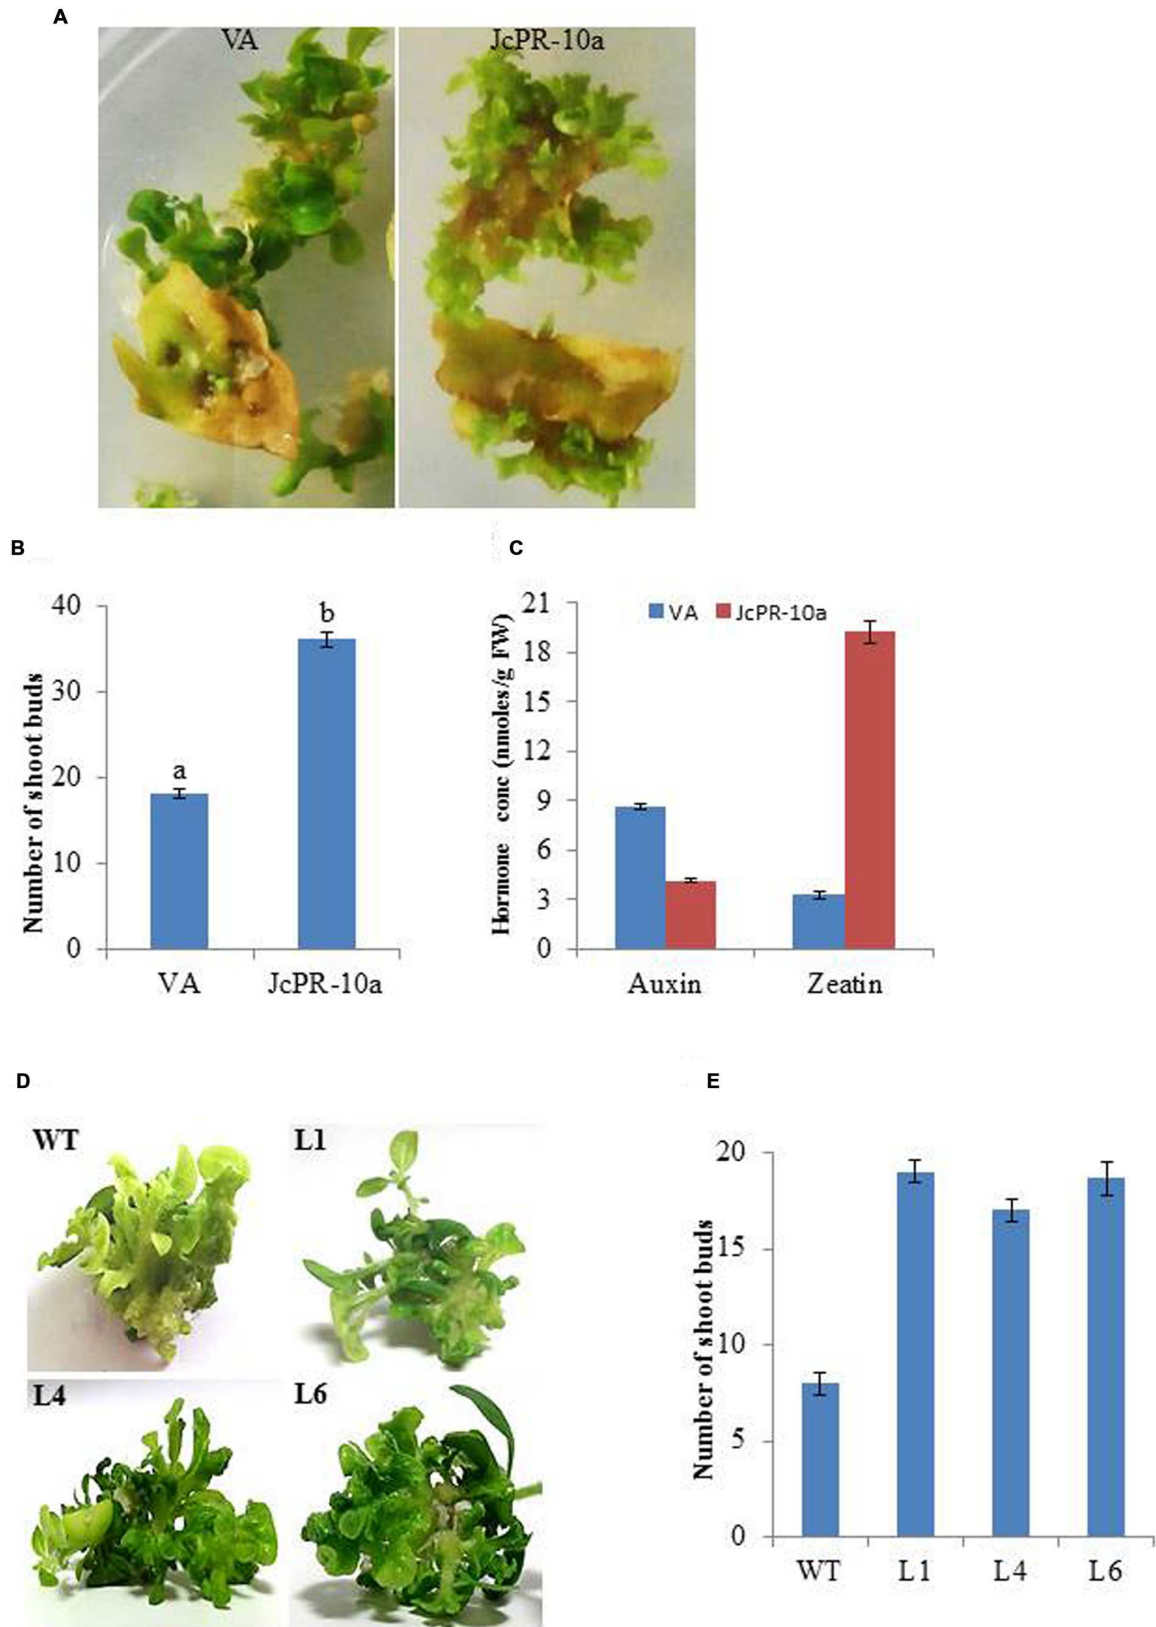 A
VA JcPR-10a
B
Number of shoot buds
40
30
20
10
0
a
b
VA JcPR-10a
C
Hormone conc (nmoles/g FW)
21
18
15
12
9
6
3
0
VA JcPR-10a
Auxin Zeatin
D
WT L1
L4 L6
E
Number of shoot buds
20
15
10
5
0
WT L1 L4 L6